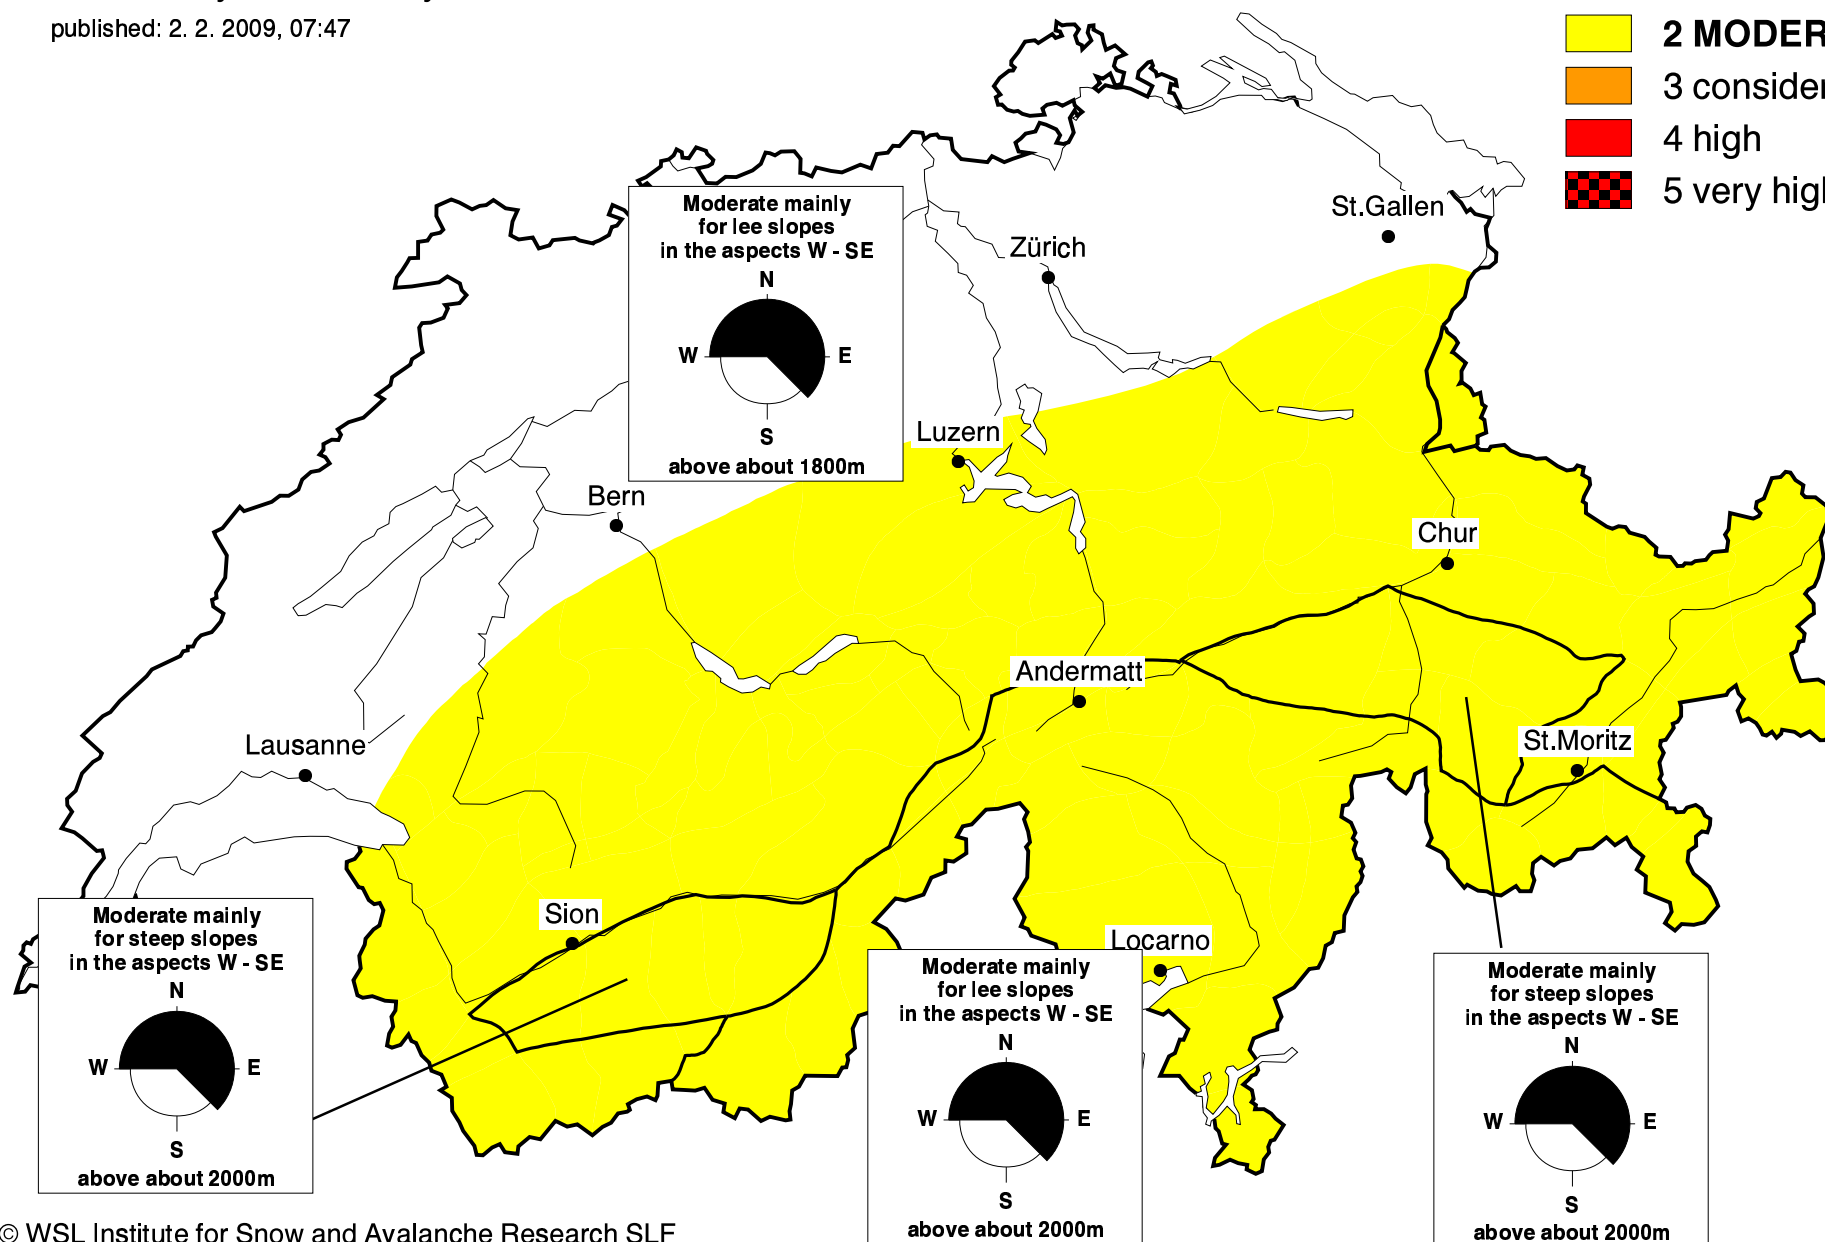 published: 2. 2. 2009, 07:47
2 MODER
3 consider
4 high
5 very high
St.Gallen
Zürich
Moderate mainly
for lee slopes
in the aspects W - SE
N
W
E
S
above about 1800m
Luzern
Bern
Chur
Andermatt
St.Moritz
Lausanne
Sion
Locarno
Moderate mainly
for steep slopes
in the aspects W - SE
N
W
E
S
above about 2000m
Moderate mainly
for lee slopes
in the aspects W - SE
N
W
E
S
above about 2000m
Moderate mainly
for steep slopes
in the aspects W - SE
N
W
E
S
above about 2000m
© WSL Institute for Snow and Avalanche Research SLF